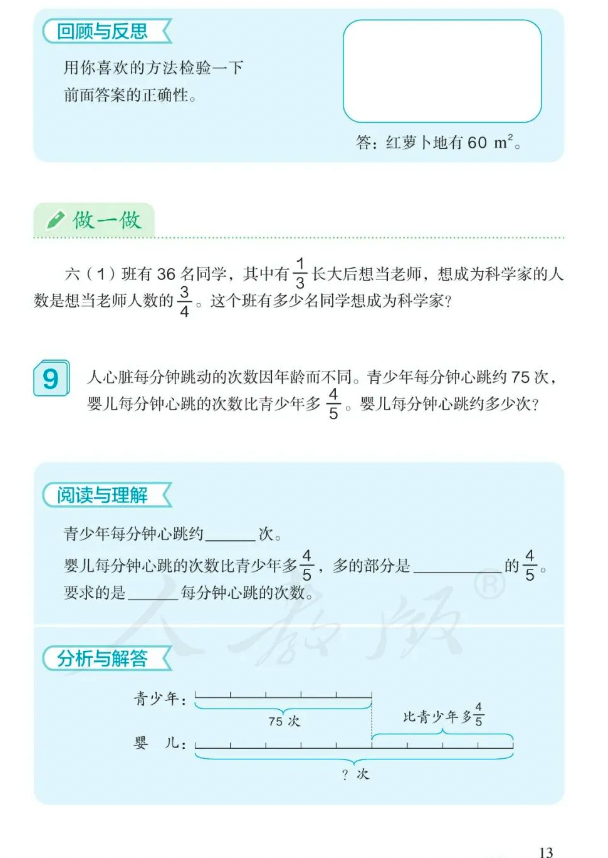 回顾与反思
用你喜欢的方法检验一下
前面答案的正确性。
答：红萝卜地有 60 m²。
做一做
六（1）班有 36 名同学，其中有 1/3 长大后想当老师，想成为科学家的人
数是想当老师人数的 3/4。这个班有多少名同学想成为科学家？
9 人心脏每分钟跳动的次数因年龄而不同。青少年每分钟心跳约 75 次，
婴儿每分钟心跳的次数比青少年多 4/5。婴儿每分钟心跳约多少次？
阅读与理解
青少年每分钟心跳约______次。
婴儿每分钟心跳的次数比青少年多 4/5，多的部分是__________的 4/5。
要求的是______每分钟心跳的次数。
人教版®
分析与解答
青少年：
75 次
比青少年多 4/5
婴 儿：
？次
13